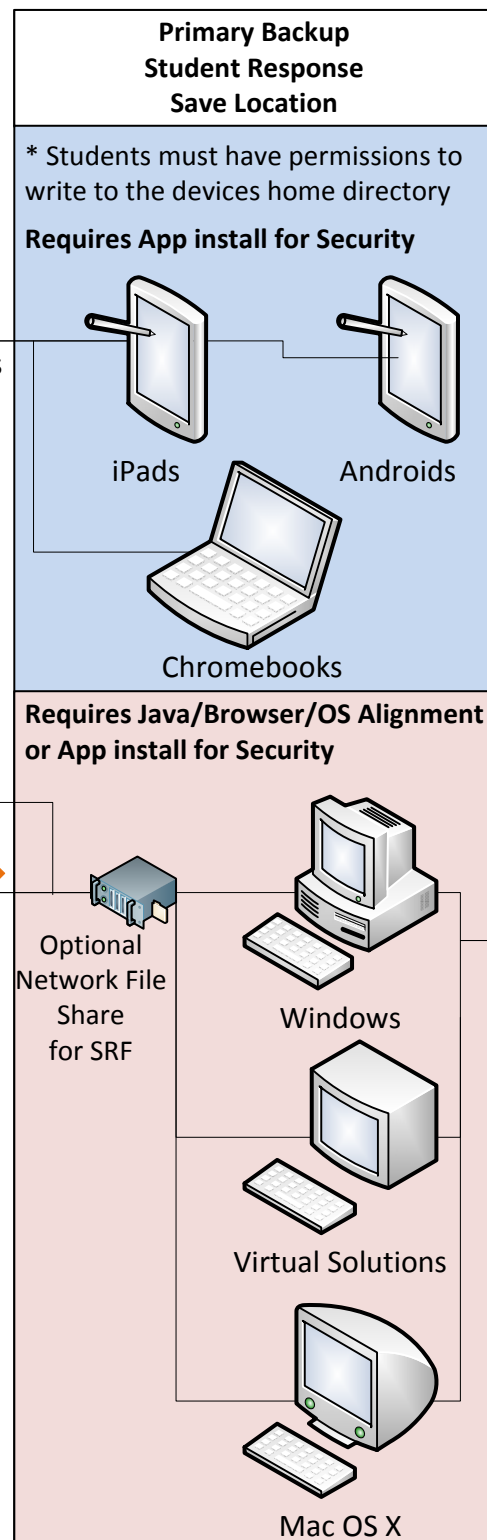 Primary Backup
Student Response
Save Location
* Students must have permissions to
write to the devices home directory
Requires App install for Security
s
iPads
Androids
Chromebooks
Requires Java/Browser/OS Alignment
or App install for Security
Optional
Network File
Share
for SRF
Windows
Virtual Solutions
Mac OS X